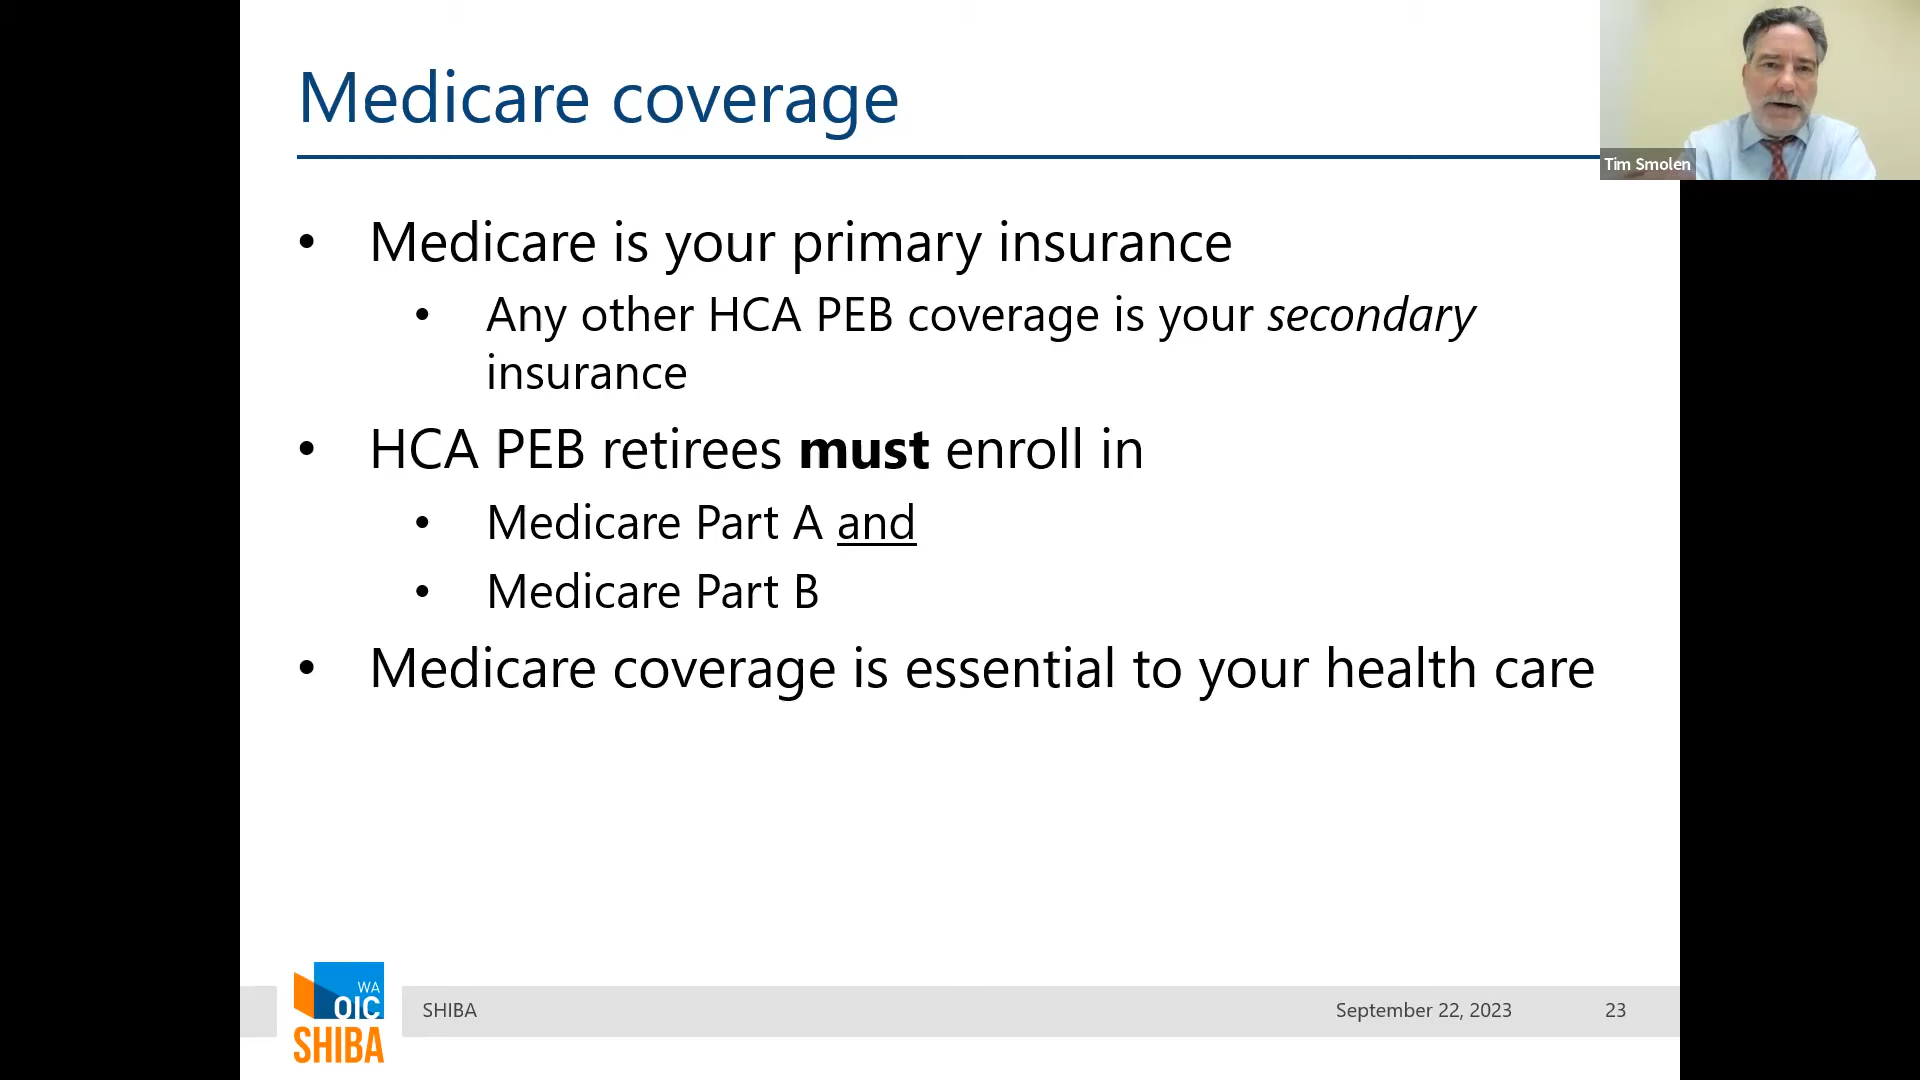 Medicare coverage
Tim Smolen
• Medicare is your primary insurance
• Any other HCA PEB coverage is your secondary
insurance
• HCA PEB retirees must enroll in
• Medicare Part A and
• Medicare Part B
• Medicare coverage is essential to your health care
WA
OIC
SHIBA
SHIBA
September 22, 2023
23